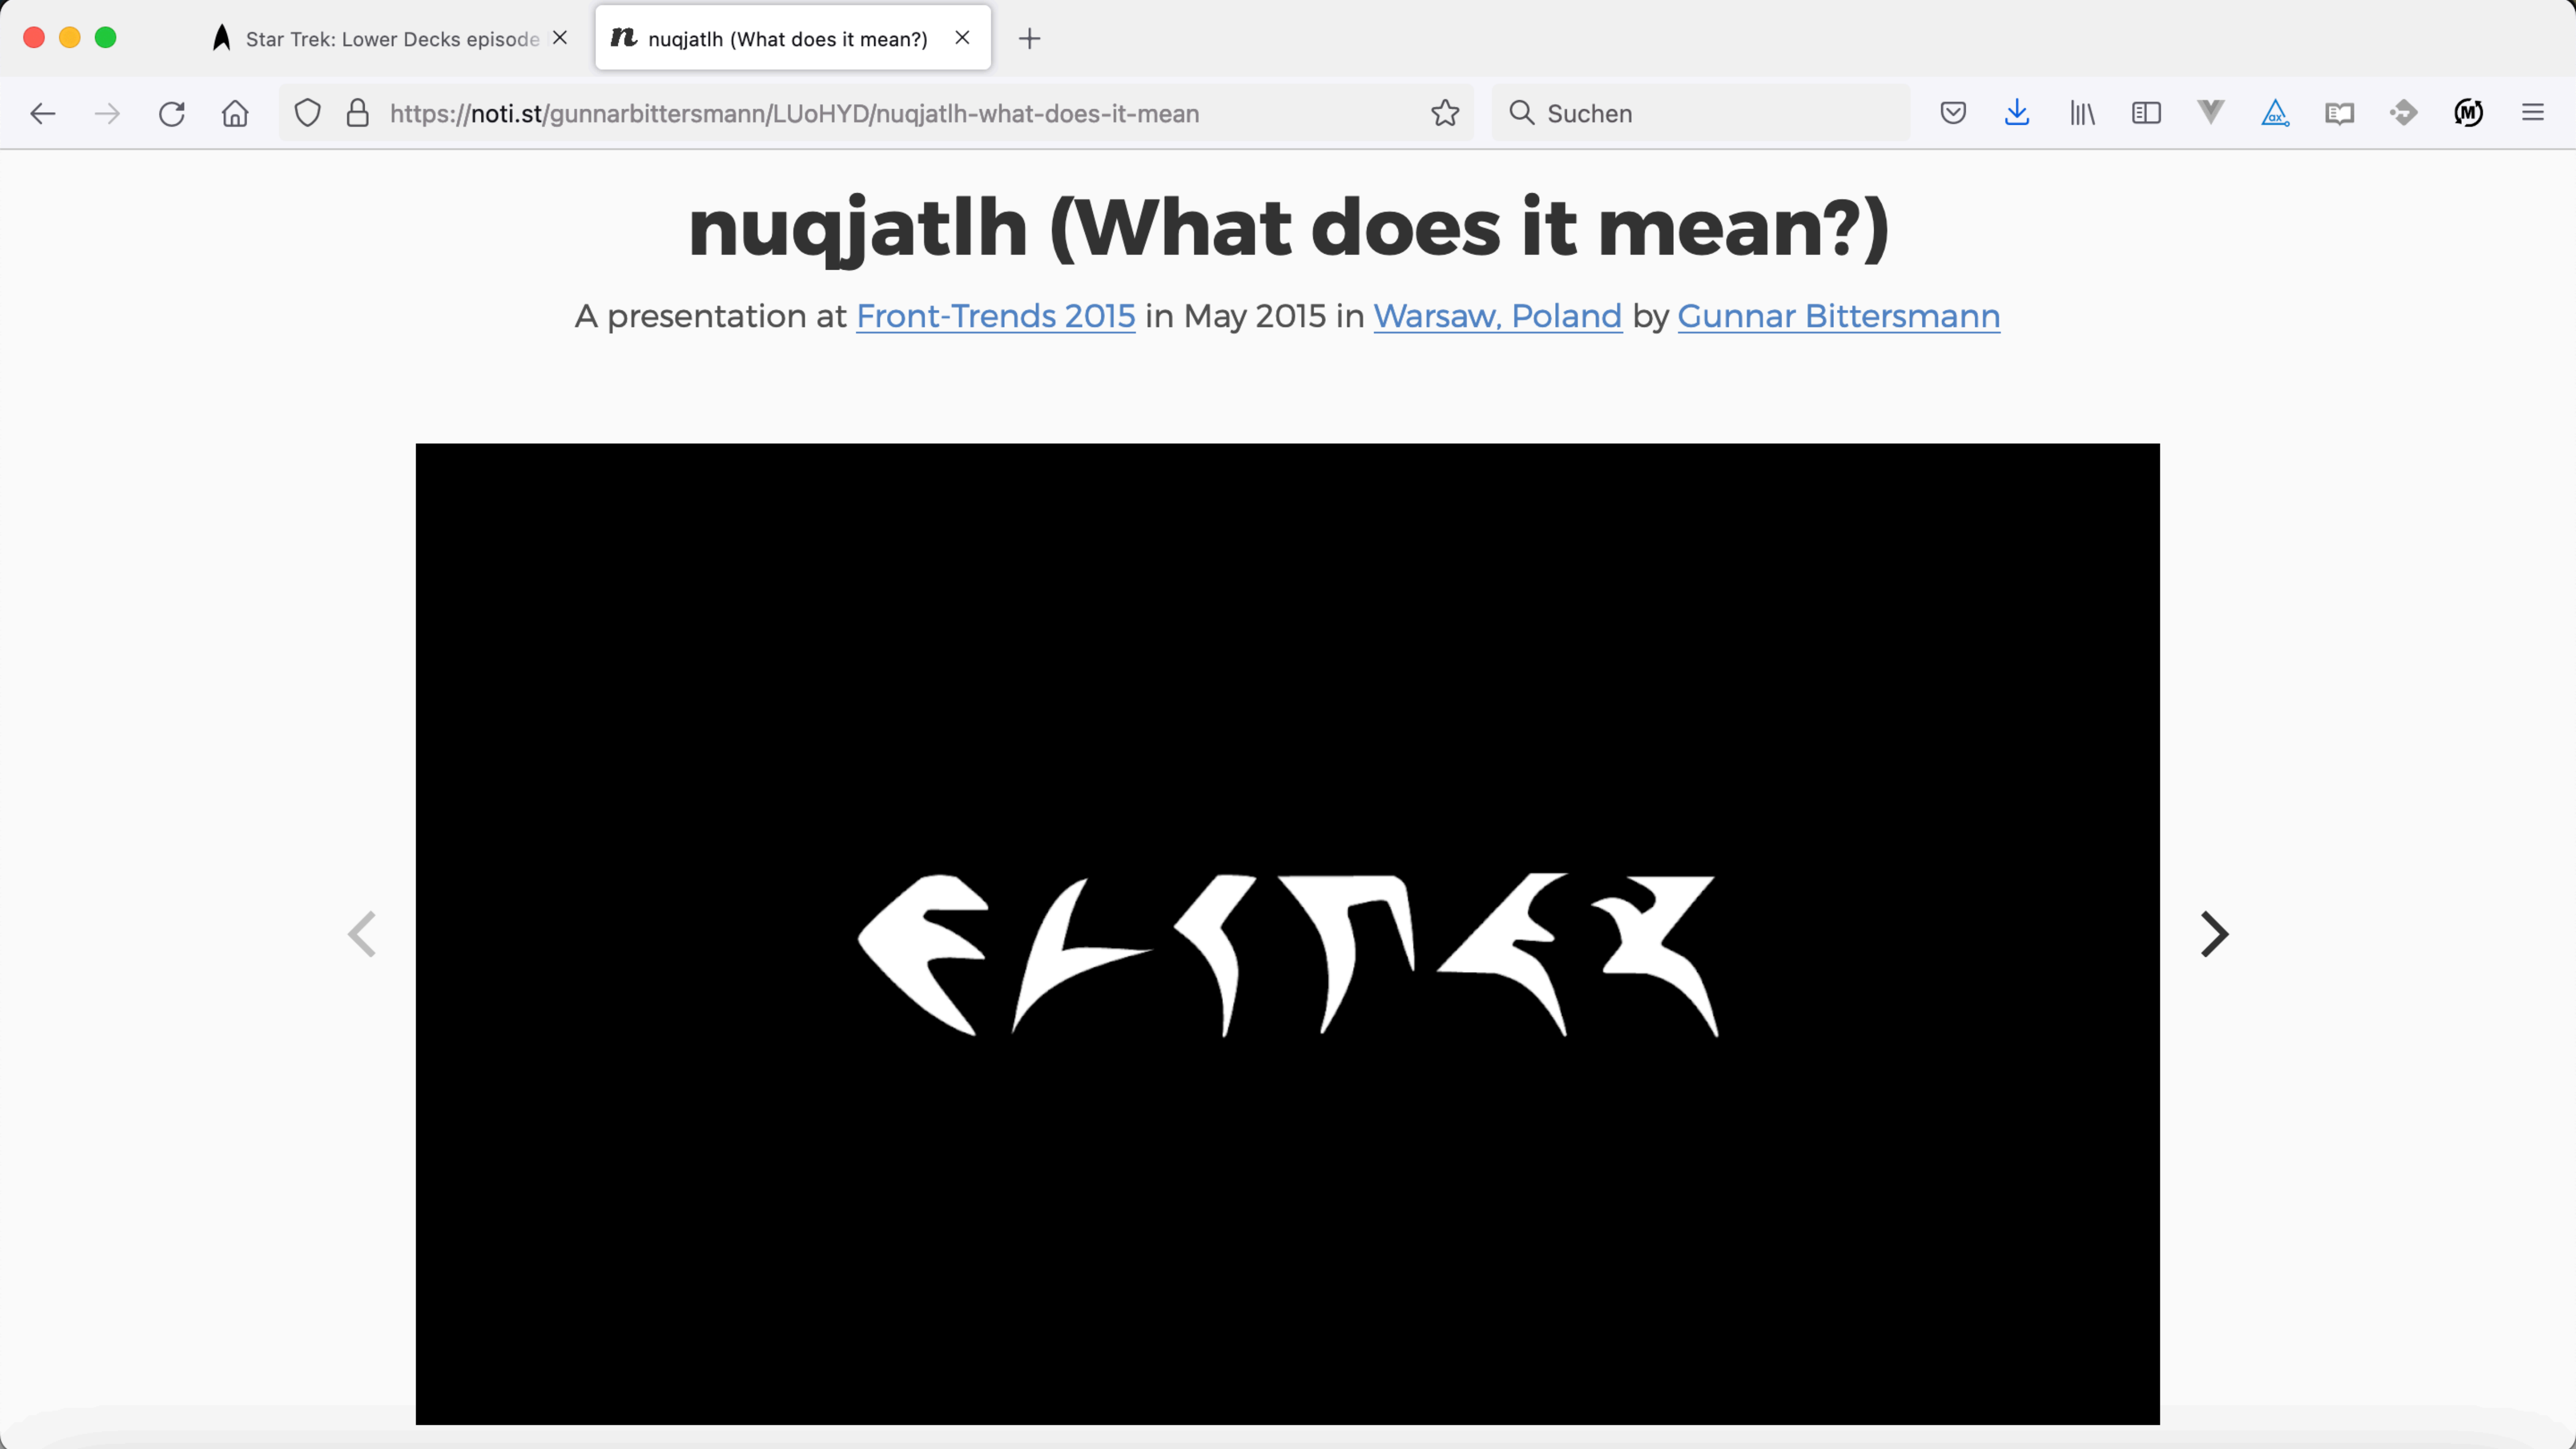 Star Trek: Lower Decks episode
nuqjatlh (What does it mean?)
https://noti.st/gunnarbittersmann/LUoHYD/nuqjatlh-what-does-it-mean
Suchen
nuqjatlh (What does it mean?)
A presentation at Front-Trends 2015 in May 2015 in Warsaw, Poland by Gunnar Bittersmann